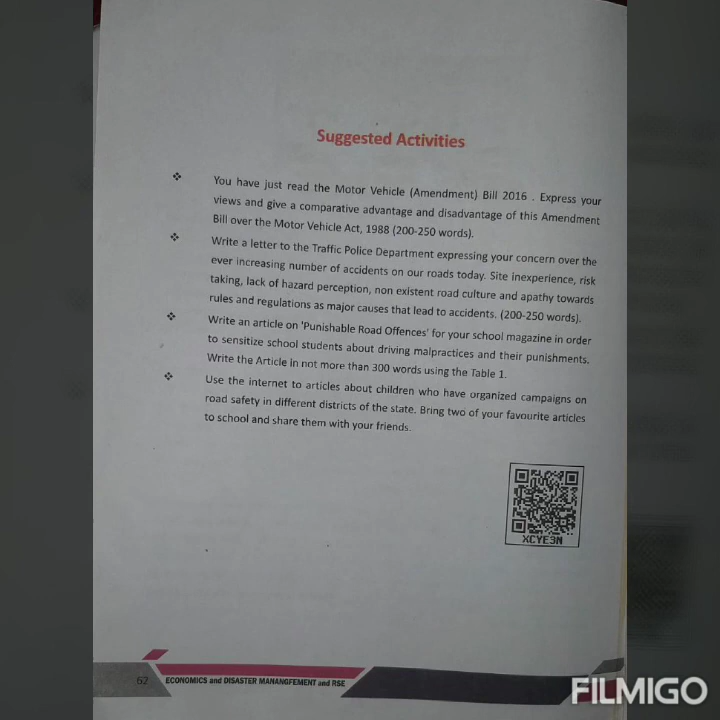 Suggested Activities
❖ You have just read the Motor Vehicle (Amendment) Bill 2016 . Express your
views and give a comparative advantage and disadvantage of this Amendment
Bill over the Motor Vehicle Act, 1988 (200-250 words).
❖ Write a letter to the Traffic Police Department expressing your concern over the
ever increasing number of accidents on our roads today. Site inexperience, risk
taking, lack of hazard perception, non existent road culture and apathy towards
rules and regulations as major causes that lead to accidents. (200-250 words).
❖ Write an article on 'Punishable Road Offences' for your school magazine in order
to sensitize school students about driving malpractices and their punishments.
Write the Article in not more than 300 words using the Table 1.
❖ Use the internet to articles about children who have organized campaigns on
road safety in different districts of the state. Bring two of your favourite articles
to school and share them with your friends.
XCYE3N
62 ECONOMICS and DISASTER MANANGFEMENT and RSE
FILMIGO